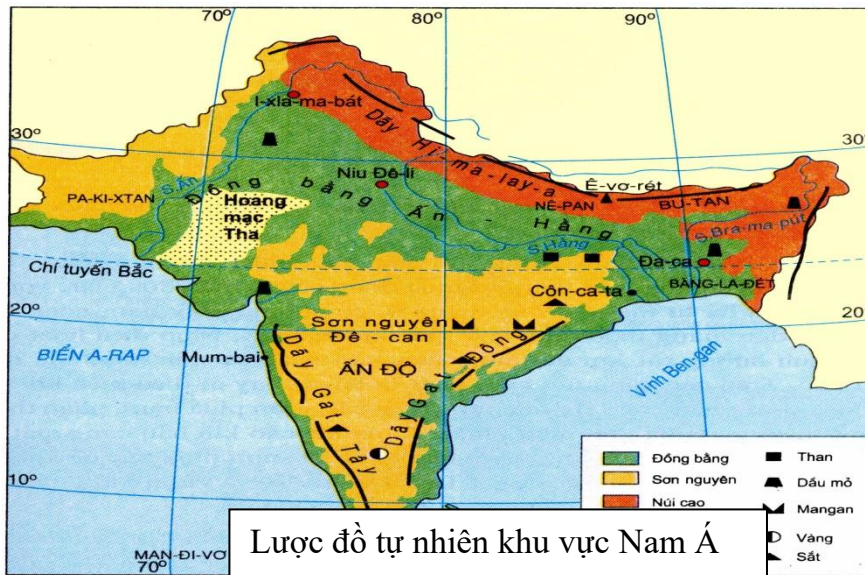 70°
80°
90°
I-xla-ma-bát
30°
30°
Dãy Hi-ma-lay-a
Niu Đê-li
Ê-vơ-rét
S.Ấn
PA-KI-XTAN
Đồng bằng Ấn - Hằng
NÊ-PAN
BU-TAN
Hoang
mạc
Tha
S.Bra-ma pút
S.Hằng
Chí tuyến Bắc
Đa-ca
BĂNG-LA-ĐÉT
Côn-ca-ta
20°
20°
Sơn nguyên
Đê - can
BIỂN A-RAP
Mum-bai
ẤN ĐỘ
Dãy Gat Đông
Dãy Gat Tây
Vịnh Ben-gan
10°
Đồng bằng
Than
Sơn nguyên
Dầu mỏ
Núi cao
Mangan
Vàng
Sắt
MAN-ĐI-VƠ
70°
Lược đồ tự nhiên khu vực Nam Á